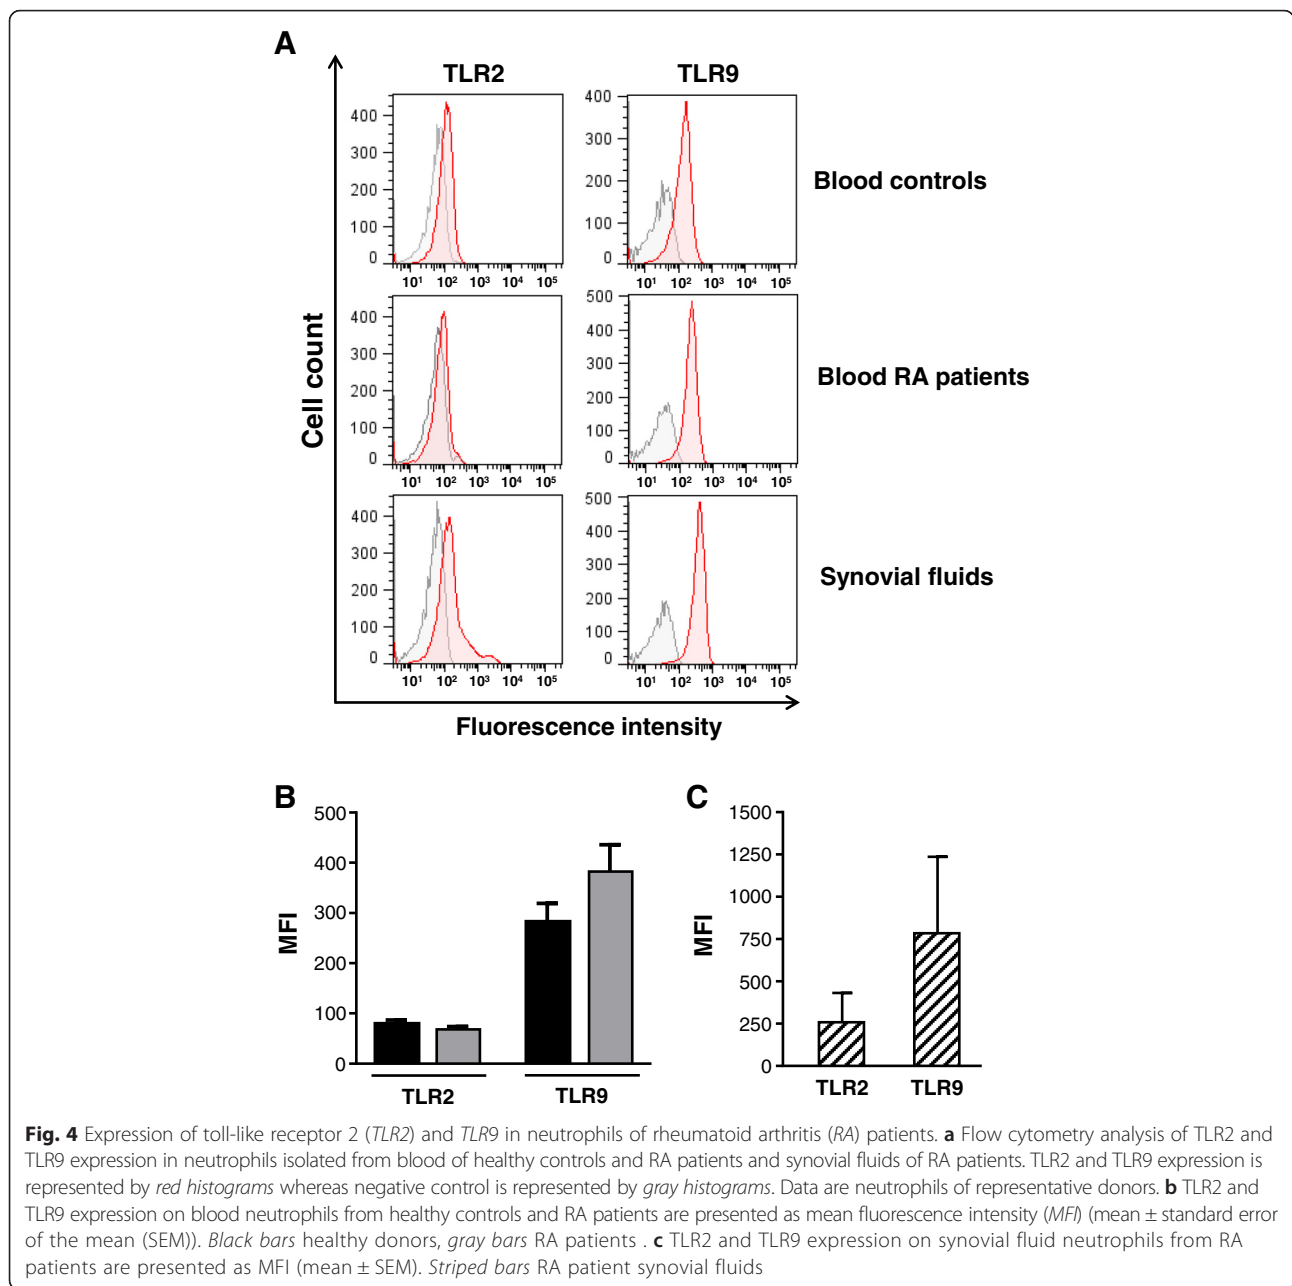 A
TLR2 TLR9
400
300
200
100
0
10¹ 10² 10³ 10⁴ 10⁵
400
300
200
100
0
10¹ 10² 10³ 10⁴ 10⁵
Blood controls
400
300
200
100
0
10¹ 10² 10³ 10⁴ 10⁵
500
400
300
200
100
0
10¹ 10² 10³ 10⁴ 10⁵
Blood RA patients
400
300
200
100
0
10¹ 10² 10³ 10⁴ 10⁵
500
400
300
200
100
0
10¹ 10² 10³ 10⁴ 10⁵
Synovial fluids
Cell count
Fluorescence intensity
B
500
400
300
200
100
0
MFI
TLR2 TLR9
C
1500
1250
1000
750
500
250
0
MFI
TLR2 TLR9
Fig. 4 Expression of toll-like receptor 2 (TLR2) and TLR9 in neutrophils of rheumatoid arthritis (RA) patients. a Flow cytometry analysis of TLR2 and
TLR9 expression in neutrophils isolated from blood of healthy controls and RA patients and synovial fluids of RA patients. TLR2 and TLR9 expression is
represented by red histograms whereas negative control is represented by gray histograms. Data are neutrophils of representative donors. b TLR2 and
TLR9 expression on blood neutrophils from healthy controls and RA patients are presented as mean fluorescence intensity (MFI) (mean ± standard error
of the mean (SEM)). Black bars healthy donors, gray bars RA patients . c TLR2 and TLR9 expression on synovial fluid neutrophils from RA
patients are presented as MFI (mean ± SEM). Striped bars RA patient synovial fluids